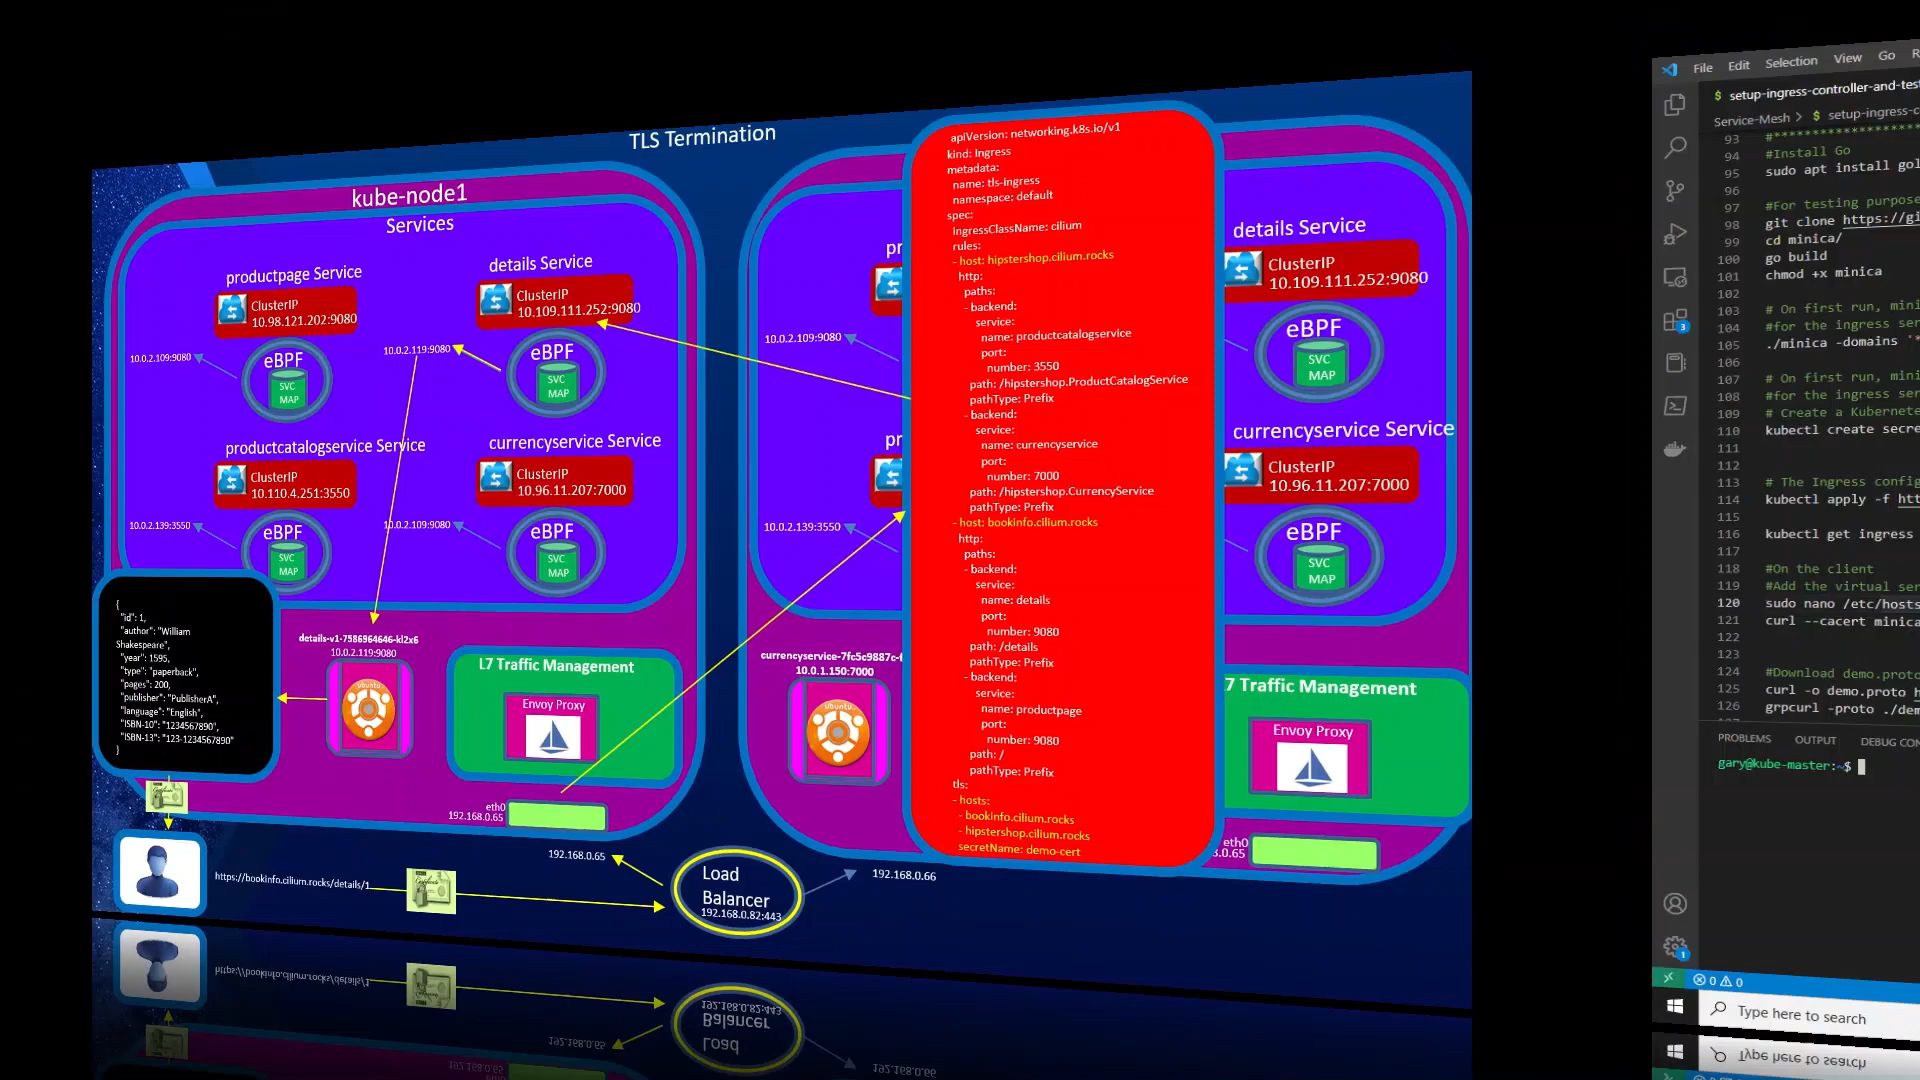 TLS Termination
kube-node1
Services
productpage Service
ClusterIP
10.98.121.202:9080
10.0.2.109:9080
eBPF
SVC
MAP
details Service
ClusterIP
10.109.111.252:9080
10.0.2.119:9080
eBPF
SVC
MAP
productcatalogservice Service
ClusterIP
10.110.4.251:3550
10.0.2.139:3550
eBPF
SVC
MAP
currencyservice Service
ClusterIP
10.96.11.207:7000
10.0.2.109:9080
eBPF
SVC
MAP
{
"id": 1,
"author": "William
Shakespeare",
"year": 1595,
"type": "paperback",
"pages": 200,
"publisher": "PublisherA",
"language": "English",
"ISBN-10": "1234567890",
"ISBN-13": "123-1234567890"
}
details-v1-7586964646-kl2x6
10.0.2.119:9080
ubuntu
L7 Traffic Management
Envoy Proxy
eth0
192.168.0.65
https://bookinfo.cilium.rocks/details/1
192.168.0.65
Load
Balancer
192.168.0.82:443
192.168.0.66
pr
10.0.2.109:9080
pr
10.0.2.139:3550
currencyservice-7fc5c9887c-f
10.0.1.150:7000
ubuntu
apiVersion: networking.k8s.io/v1
kind: Ingress
metadata:
name: tls-ingress
namespace: default
spec:
ingressClassName: cilium
rules:
- host: hipstershop.cilium.rocks
http:
paths:
- backend:
service:
name: productcatalogservice
port:
number: 3550
path: /hipstershop.ProductCatalogService
pathType: Prefix
- backend:
service:
name: currencyservice
port:
number: 7000
path: /hipstershop.CurrencyService
pathType: Prefix
- host: bookinfo.cilium.rocks
http:
paths:
- backend:
service:
name: details
port:
number: 9080
path: /details
pathType: Prefix
- backend:
service:
name: productpage
port:
number: 9080
path: /
pathType: Prefix
tls:
- hosts:
- bookinfo.cilium.rocks
- hipstershop.cilium.rocks
secretName: demo-cert
details Service
ClusterIP
10.109.111.252:9080
eBPF
SVC
MAP
currencyservice Service
ClusterIP
10.96.11.207:7000
eBPF
SVC
MAP
7 Traffic Management
Envoy Proxy
eth0
3.0.65
File Edit Selection View Go R
$ setup-ingress-controller-and-test
Service-Mesh > $ setup-ingress-c
93 #********************
94 #Install Go
95 sudo apt install gol
96
97 #For testing purpose
98 git clone https://gi
99 cd minica/
100 go build
101 chmod +x minica
102
103 # On first run, mini
104 #for the ingress ser
105 ./minica -domains '*
106
107 # On first run, mini
108 #for the ingress ser
109 # Create a Kubernete
110 kubectl create secre
111
112
113 # The Ingress config
114 kubectl apply -f htt
115
116 kubectl get ingress
117
118 #On the client
119 #Add the virtual ser
120 sudo nano /etc/hosts
121 curl --cacert minica
122
123
124 #Download demo.proto
125 curl -o demo.proto h
126 grpcurl -proto ./dem
PROBLEMS OUTPUT DEBUG CON
gary@kube-master:~$
3
1
0 0
Type here to search